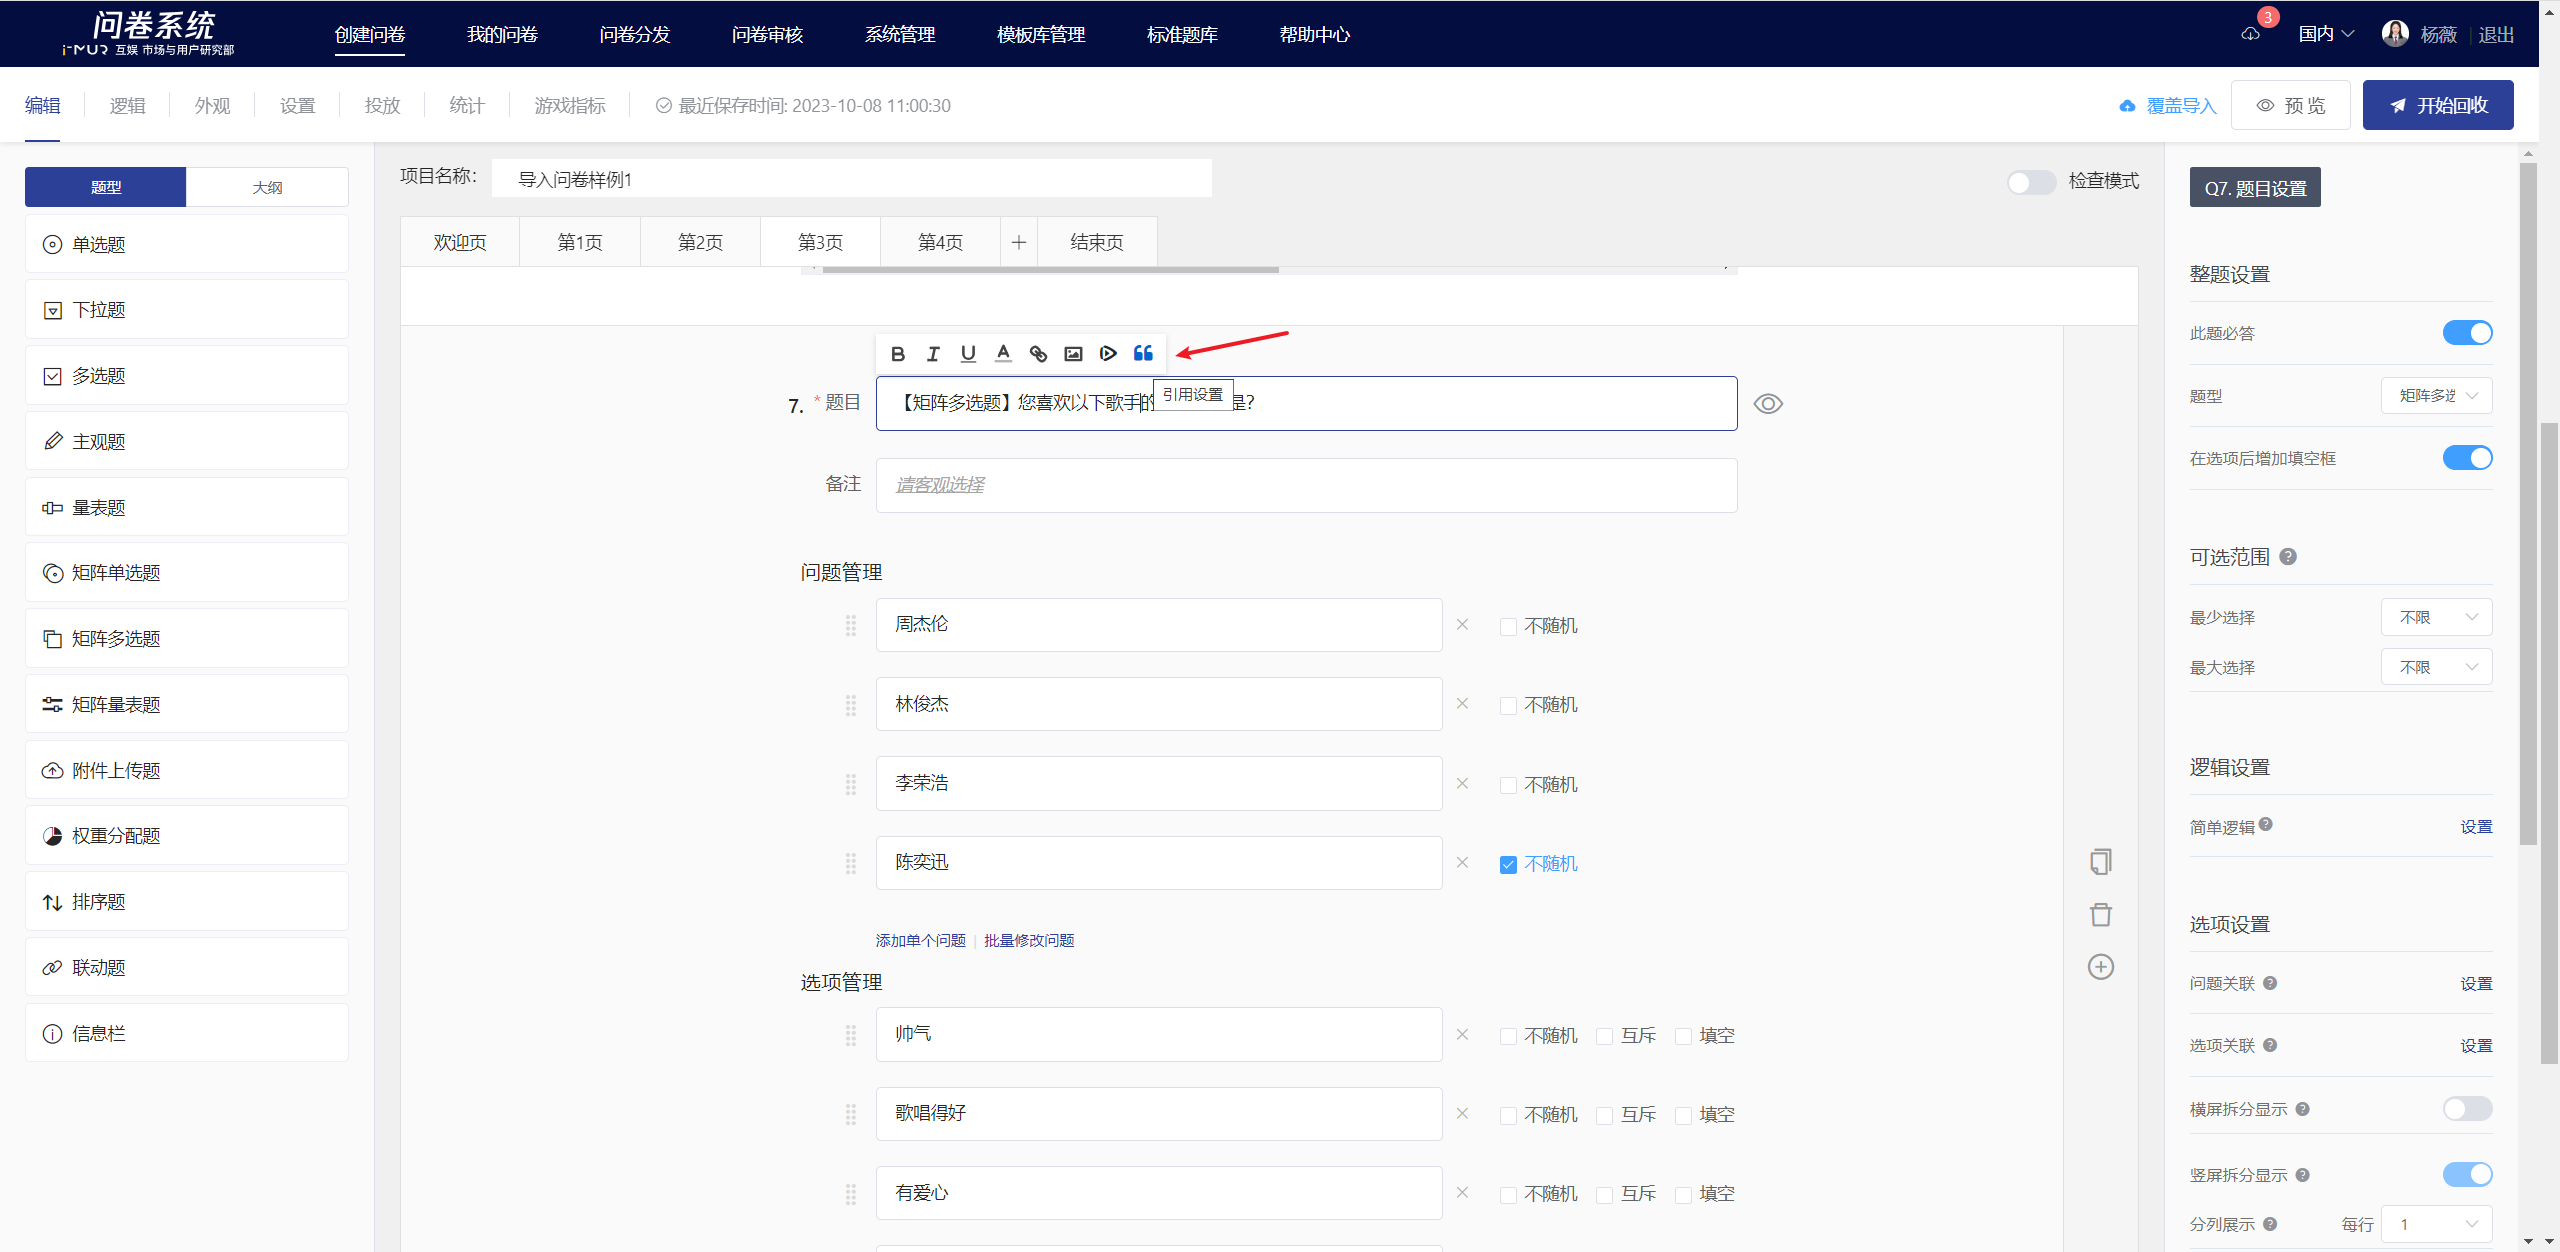 问卷系统
i-MUR 互娱 市场与用户研究部
创建问卷
我的问卷
问卷分发
问卷审核
系统管理
模板库管理
标准题库
帮助中心
3
国内
杨薇
退出
编辑
逻辑
外观
设置
投放
统计
游戏指标
最近保存时间: 2023-10-08 11:00:30
覆盖导入
预 览
开始回收
题型
大纲
单选题
下拉题
多选题
主观题
量表题
矩阵单选题
矩阵多选题
矩阵量表题
附件上传题
权重分配题
排序题
联动题
信息栏
项目名称:
导入问卷样例1
检查模式
欢迎页
第1页
第2页
第3页
第4页
+
结束页
B I U A
7. * 题目
【矩阵多选题】您喜欢以下歌手的
引用设置
是?
备注
请客观选择
问题管理
周杰伦
不随机
林俊杰
不随机
李荣浩
不随机
陈奕迅
不随机
添加单个问题 | 批量修改问题
选项管理
帅气
不随机 互斥 填空
歌唱得好
不随机 互斥 填空
有爱心
不随机 互斥 填空
Q7. 题目设置
整题设置
此题必答
题型
矩阵多
在选项后增加填空框
可选范围 ?
最少选择
不限
最大选择
不限
逻辑设置
简单逻辑 ?
设置
选项设置
问题关联 ?
设置
选项关联 ?
设置
横屏拆分显示 ?
竖屏拆分显示 ?
分列展示 ?
每行
1